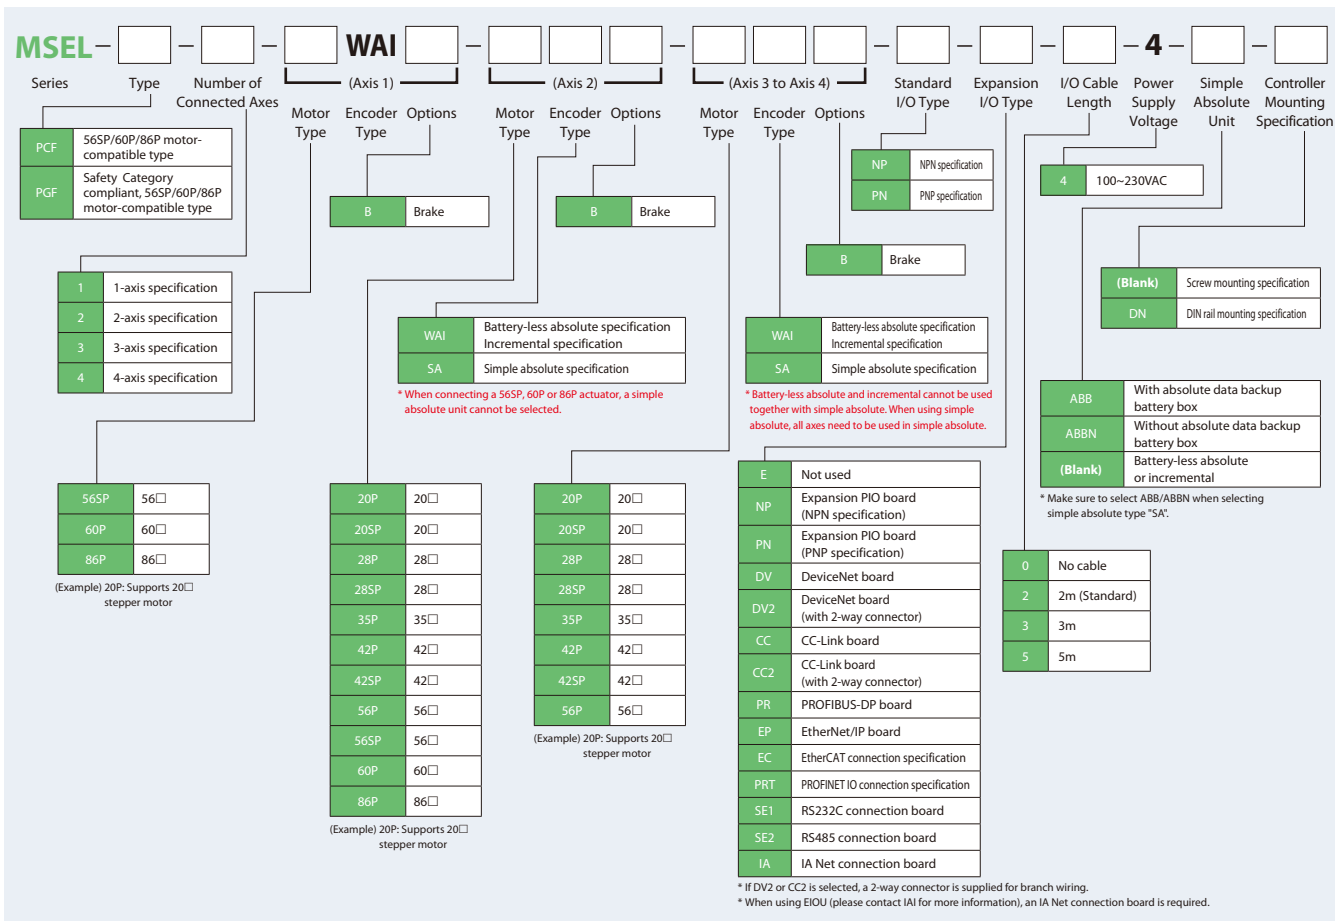 MSEL – – – WAI – – – – – – 4 – –
Series
Type
Number of
Connected Axes
(Axis 1)
(Axis 2)
(Axis 3 to Axis 4)
Standard
I/O Type
Expansion
I/O Type
I/O Cable
Length
Power
Supply
Voltage
Simple
Absolute
Unit
Controller
Mounting
Specification
Motor
Type
Encoder
Type
Options
Motor
Type
Encoder
Type
Options
Motor
Type
Encoder
Type
Options
PCF 56SP/60P/86P motor-
compatible type
PGF Safety Category
compliant, 56SP/60P/86P
motor-compatible type
1 1-axis specification
2 2-axis specification
3 3-axis specification
4 4-axis specification
56SP 56□
60P 60□
86P 86□
(Example) 20P: Supports 20□
stepper motor
B Brake
B Brake
B Brake
WAI Battery-less absolute specification
Incremental specification
SA Simple absolute specification
* When connecting a 56SP, 60P or 86P actuator, a simple
absolute unit cannot be selected.
20P 20□
20SP 20□
28P 28□
28SP 28□
35P 35□
42P 42□
42SP 42□
56P 56□
56SP 56□
60P 60□
86P 86□
(Example) 20P: Supports 20□
stepper motor
WAI Battery-less absolute specification
Incremental specification
SA Simple absolute specification
* Battery-less absolute and incremental cannot be used
together with simple absolute. When using simple
absolute, all axes need to be used in simple absolute.
20P 20□
20SP 20□
28P 28□
28SP 28□
35P 35□
42P 42□
42SP 42□
56P 56□
(Example) 20P: Supports 20□
stepper motor
NP NPN specification
PN PNP specification
E Not used
NP Expansion PIO board
(NPN specification)
PN Expansion PIO board
(PNP specification)
DV DeviceNet board
DV2 DeviceNet board
(with 2-way connector)
CC CC-Link board
CC2 CC-Link board
(with 2-way connector)
PR PROFIBUS-DP board
EP EtherNet/IP board
EC EtherCAT connection specification
PRT PROFINET IO connection specification
SE1 RS232C connection board
SE2 RS485 connection board
IA IA Net connection board
* If DV2 or CC2 is selected, a 2-way connector is supplied for branch wiring.
* When using EIOU (please contact IAI for more information), an IA Net connection board is required.
4 100~230VAC
(Blank) Screw mounting specification
DN DIN rail mounting specification
ABB With absolute data backup
battery box
ABBN Without absolute data backup
battery box
(Blank) Battery-less absolute
or incremental
* Make sure to select ABB/ABBN when selecting
simple absolute type "SA".
0 No cable
2 2m (Standard)
3 3m
5 5m